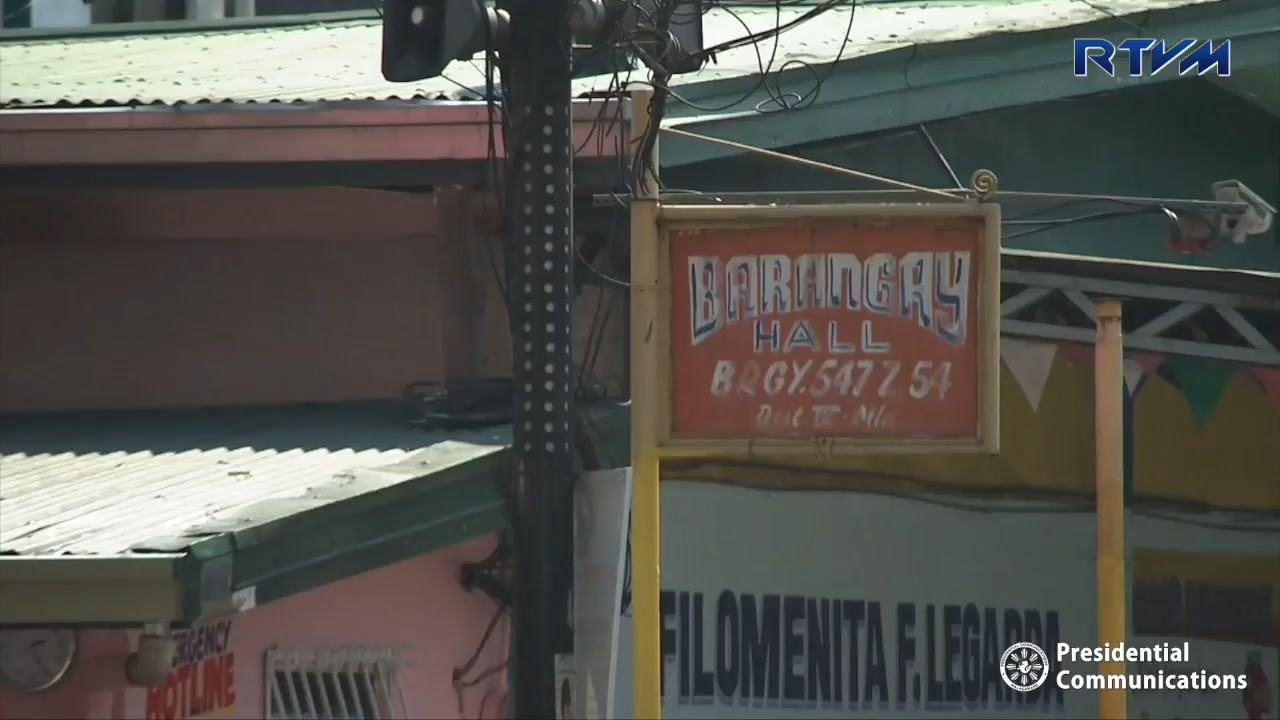 RTVM
BARANGAY
HALL
BRGY.547 Z 54
FILOMENITA F. LEGARDA
HOTLINE
Presidential
Communications